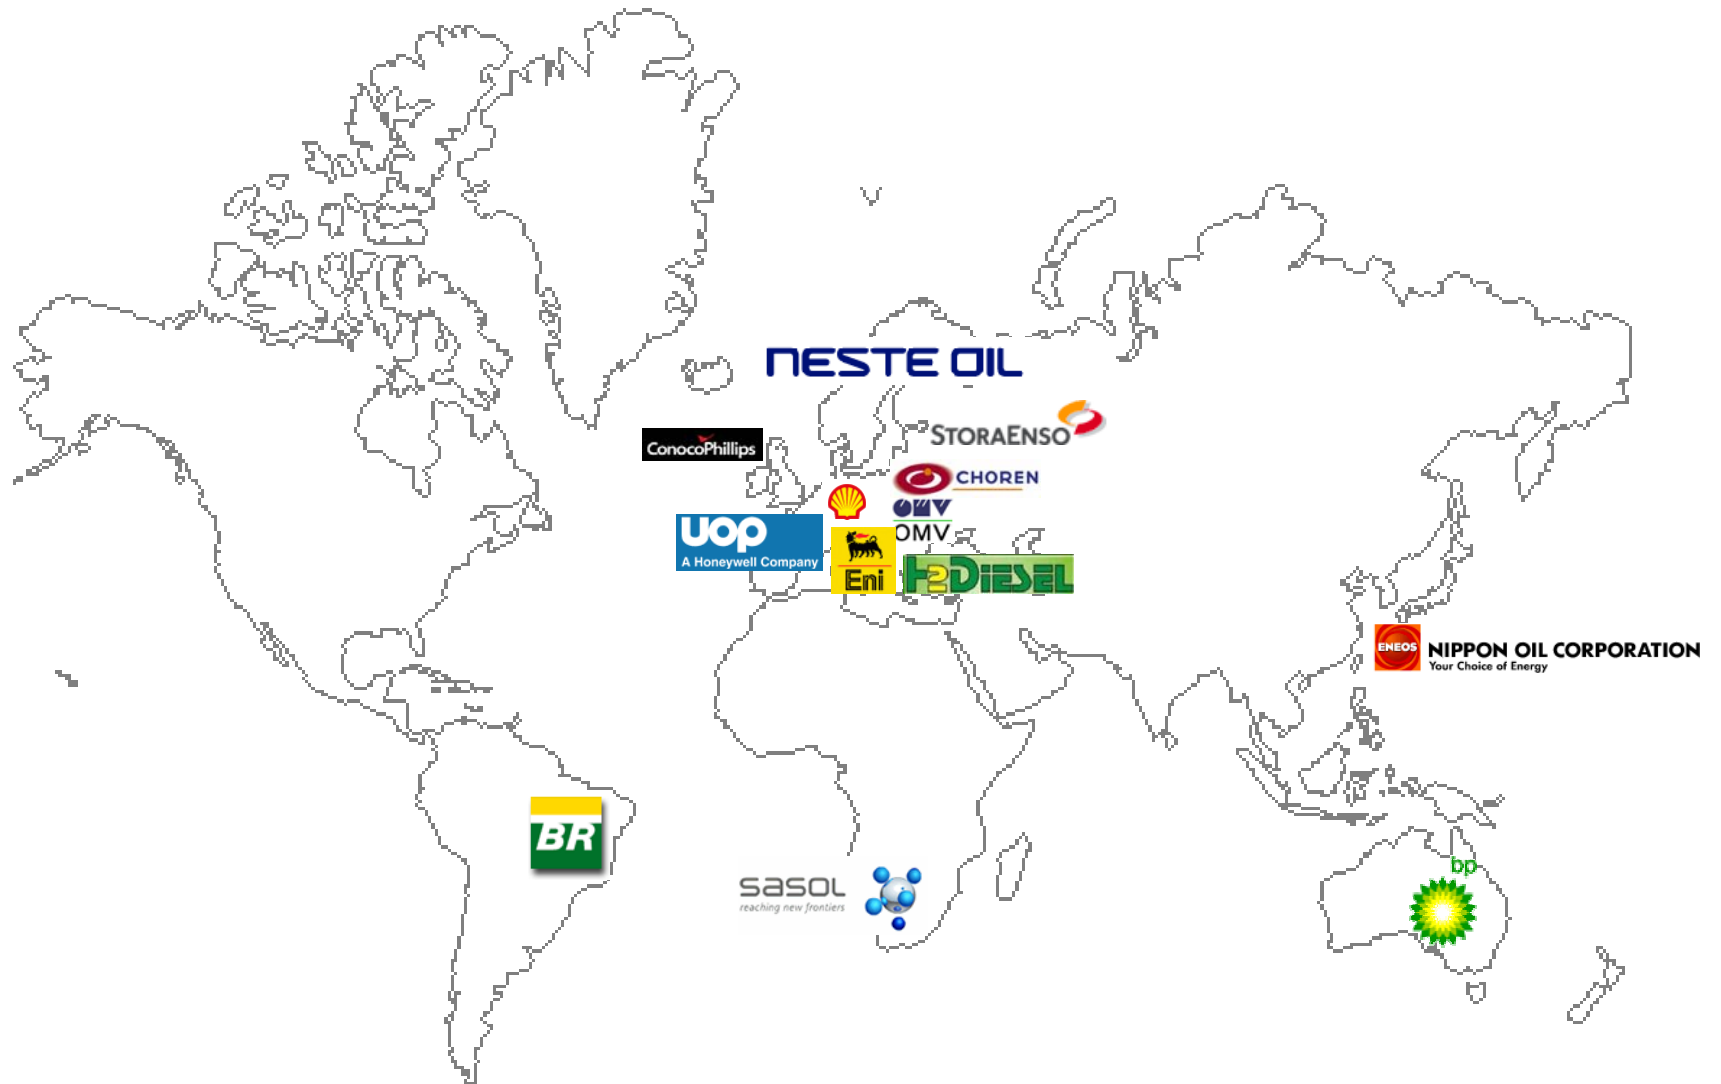 NESTE OIL
STORAENSO
ConocoPhillips
CHOREN
OMV
OMV
uop
A Honeywell Company
Eni
H2DIESEL
ENEOS
NIPPON OIL CORPORATION
Your Choice of Energy
BR
bp
sasol
reaching new frontiers